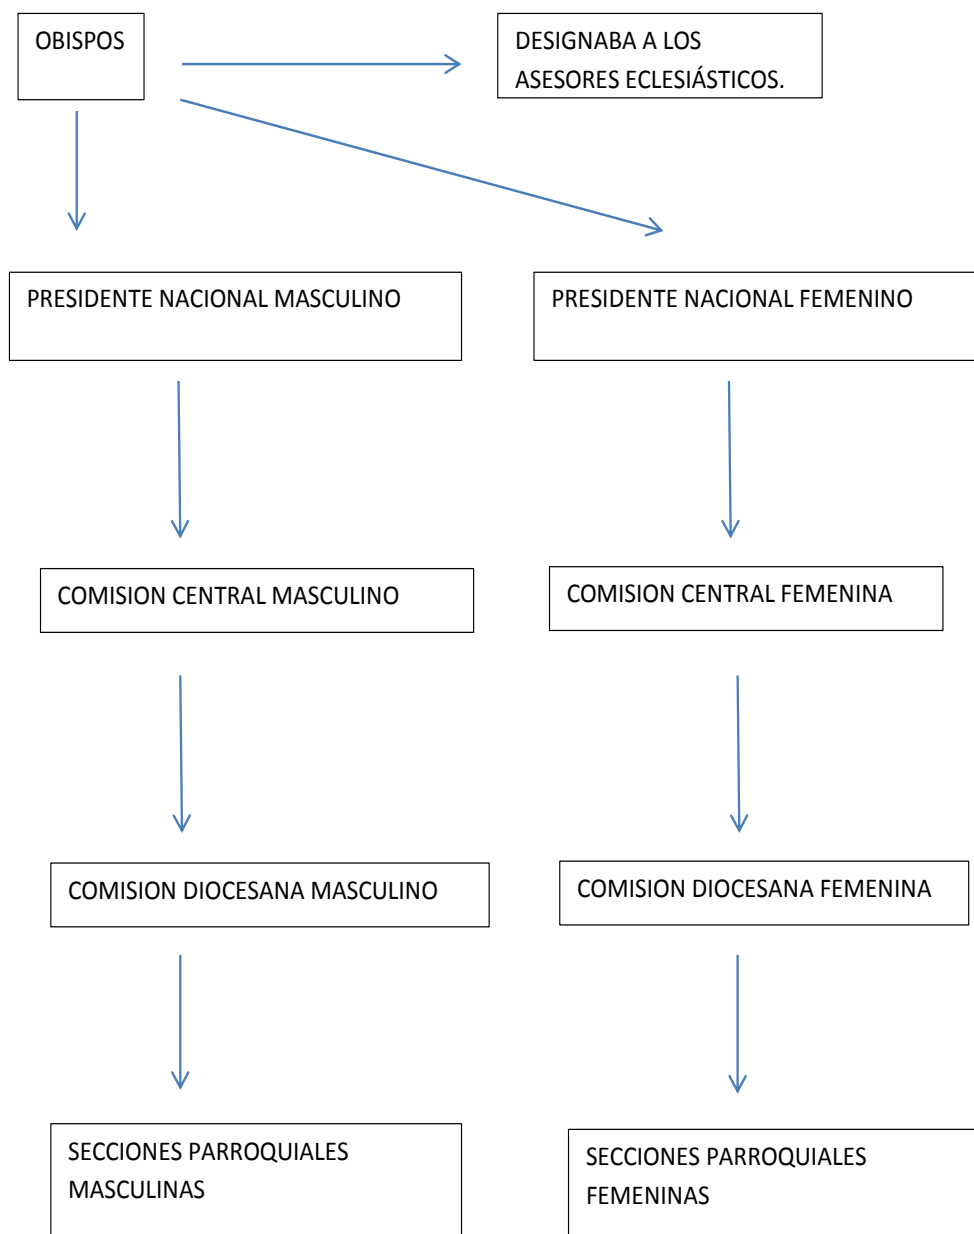 OBISPOS
DESIGNABA A LOS
ASESORES ECLESIÁSTICOS.
PRESIDENTE NACIONAL MASCULINO
PRESIDENTE NACIONAL FEMENINO
COMISION CENTRAL MASCULINO
COMISION CENTRAL FEMENINA
COMISION DIOCESANA MASCULINO
COMISION DIOCESANA FEMENINA
SECCIONES PARROQUIALES
MASCULINAS
SECCIONES PARROQUIALES
FEMENINAS